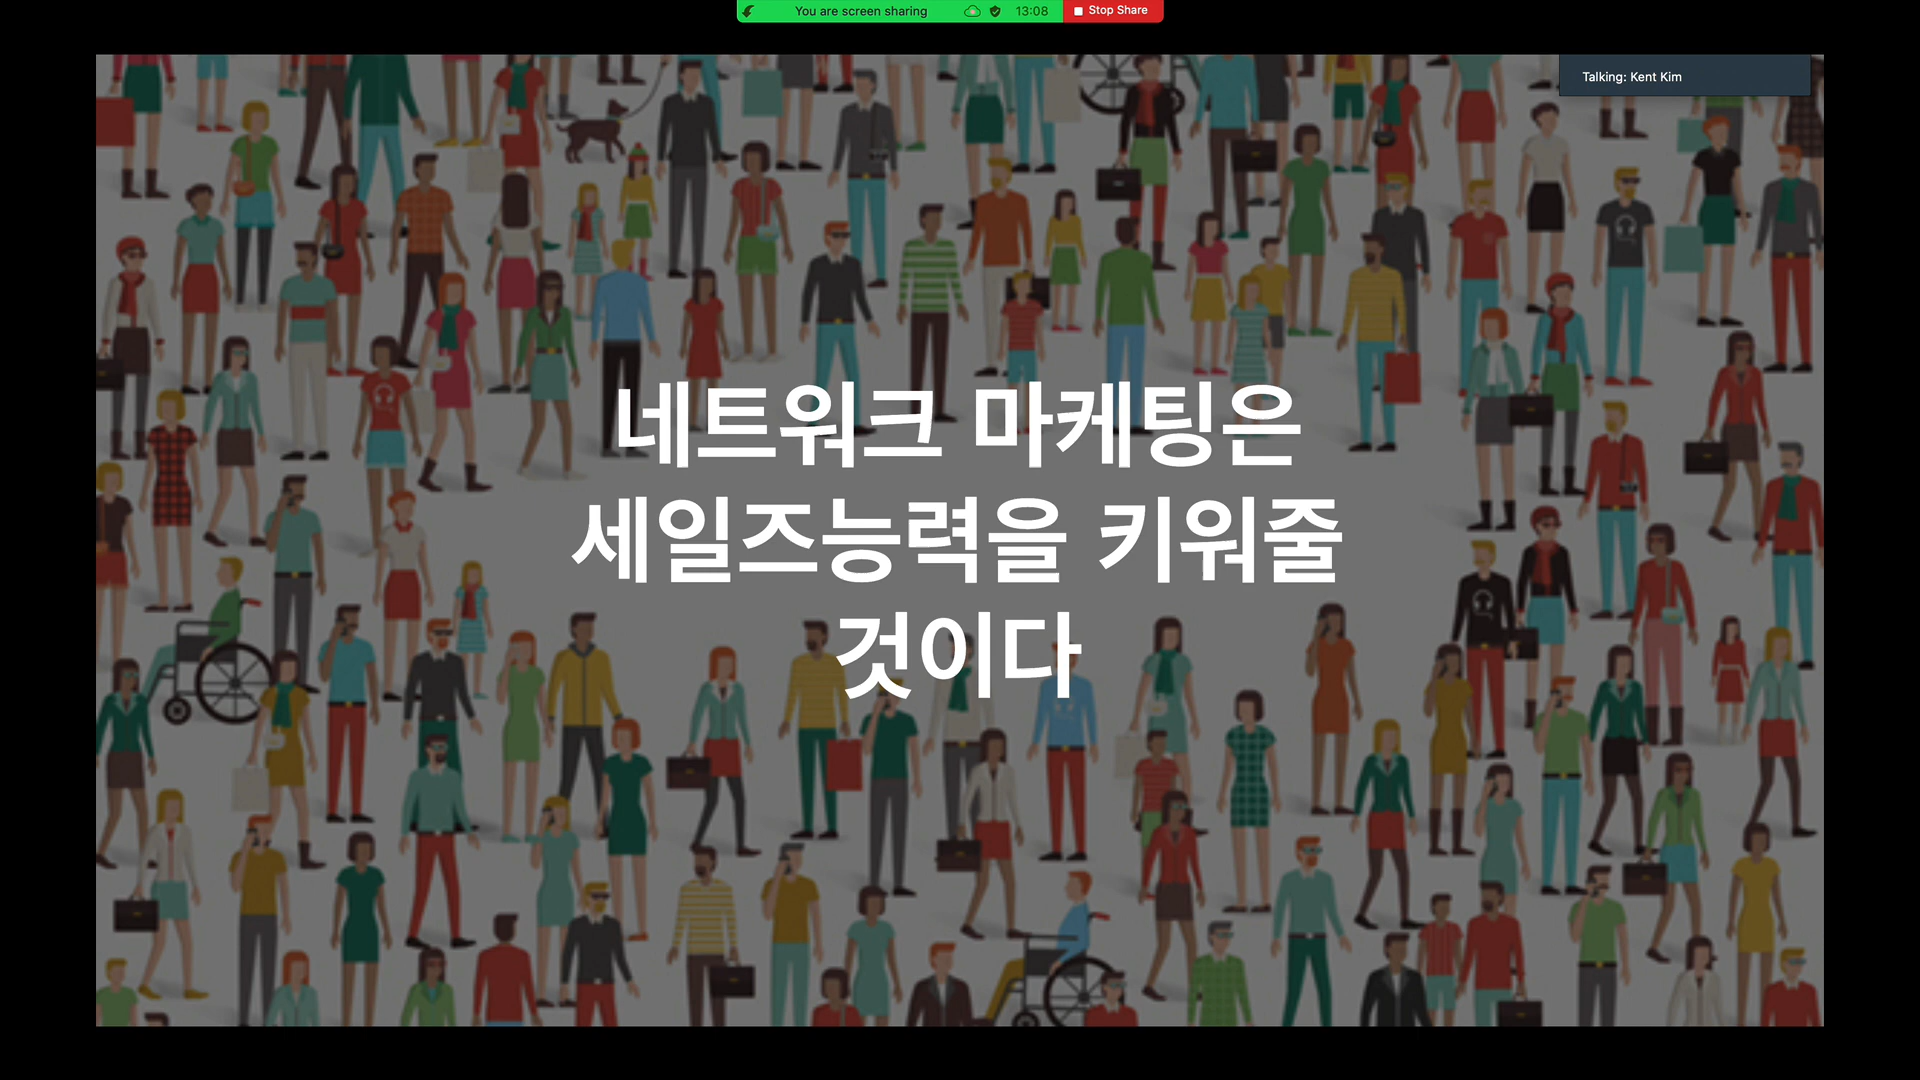 You are screen sharing
13:08
Stop Share
Talking: Kent Kim
네트워크 마케팅은
세일즈능력을 키워줄
것이다